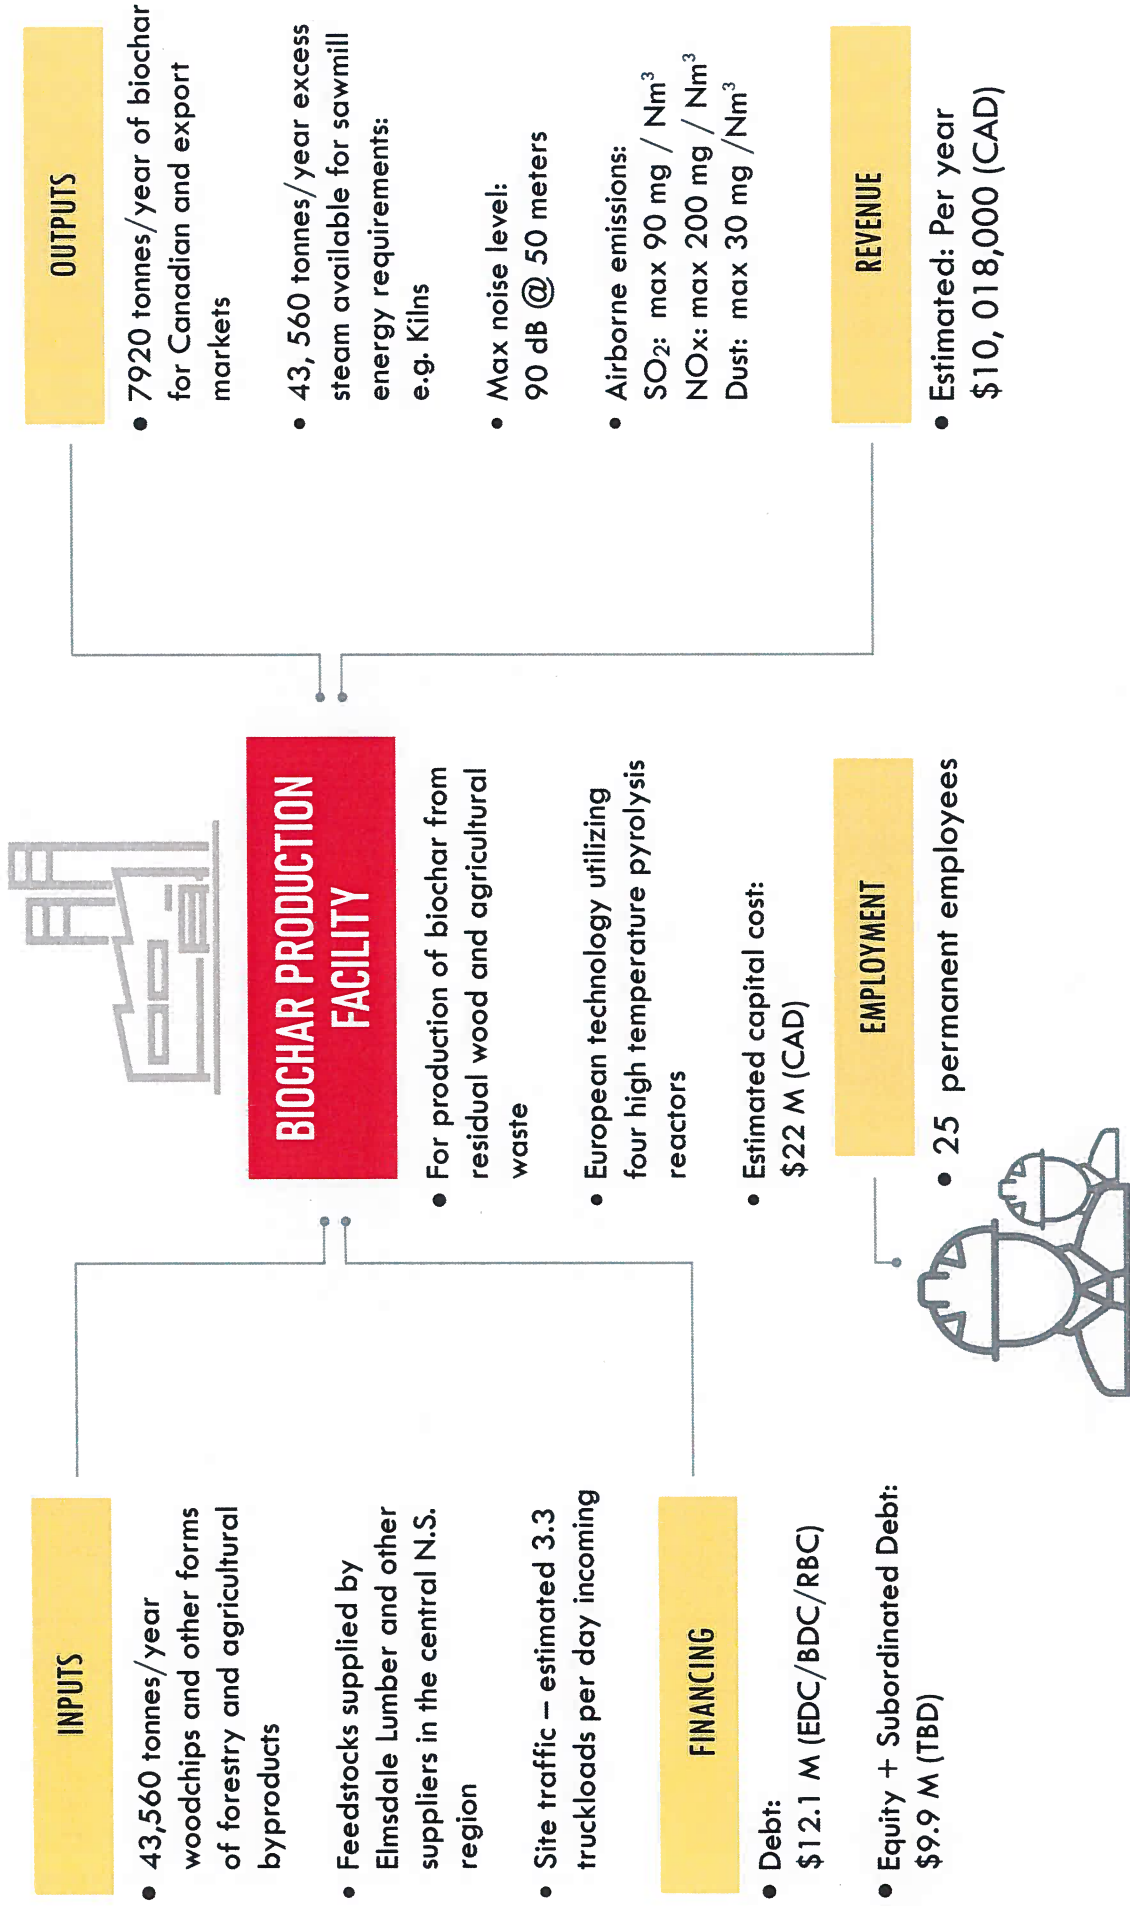 INPUTS
• 43,560 tonnes/year
woodchips and other forms
of forestry and agricultural
byproducts
• Feedstocks supplied by
Elmsdale Lumber and other
suppliers in the central N.S.
region
• Site traffic – estimated 3.3
truckloads per day incoming
FINANCING
• Debt:
$12.1 M (EDC/BDC/RBC)
• Equity + Subordinated Debt:
$9.9 M (TBD)
BIOCHAR PRODUCTION
FACILITY
• For production of biochar from
residual wood and agricultural
waste
• European technology utilizing
four high temperature pyrolysis
reactors
• Estimated capital cost:
$22 M (CAD)
EMPLOYMENT
• 25 permanent employees
OUTPUTS
• 7920 tonnes/year of biochar
for Canadian and export
markets
• 43, 560 tonnes/year excess
steam available for sawmill
energy requirements:
e.g. Kilns
• Max noise level:
90 dB @ 50 meters
• Airborne emissions:
SO₂: max 90 mg / Nm³
NOx: max 200 mg / Nm³
Dust: max 30 mg /Nm³
REVENUE
• Estimated: Per year
$10, 018,000 (CAD)